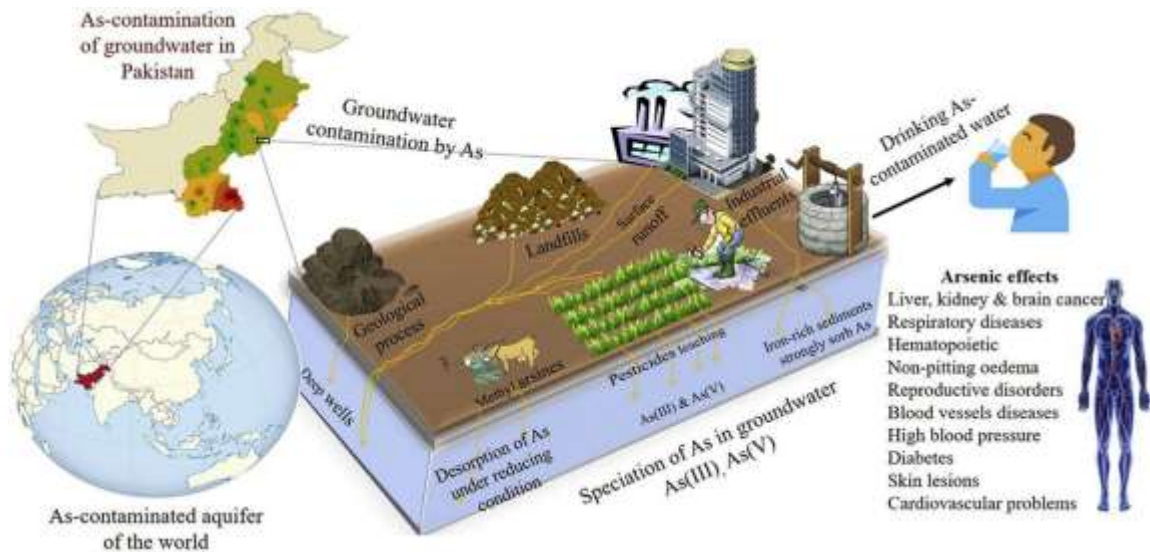 As-contamination
of groundwater in
Pakistan
Groundwater
contamination by As
Drinking As-
contaminated water
Landfills
Surface
runoff
Industrial
effluents
Geological
process
Deep wells
Methyl arsines
Pesticides leaching
Iron-rich sediments
strongly sorb As
As(III) & As(V)
Desorption of As
under reducing
condition
Speciation of As in groundwater
As(III), As(V)
As-contaminated aquifer
of the world
Arsenic effects
Liver, kidney & brain cancer
Respiratory diseases
Hematopoietic
Non-pitting oedema
Reproductive disorders
Blood vessels diseases
High blood pressure
Diabetes
Skin lesions
Cardiovascular problems